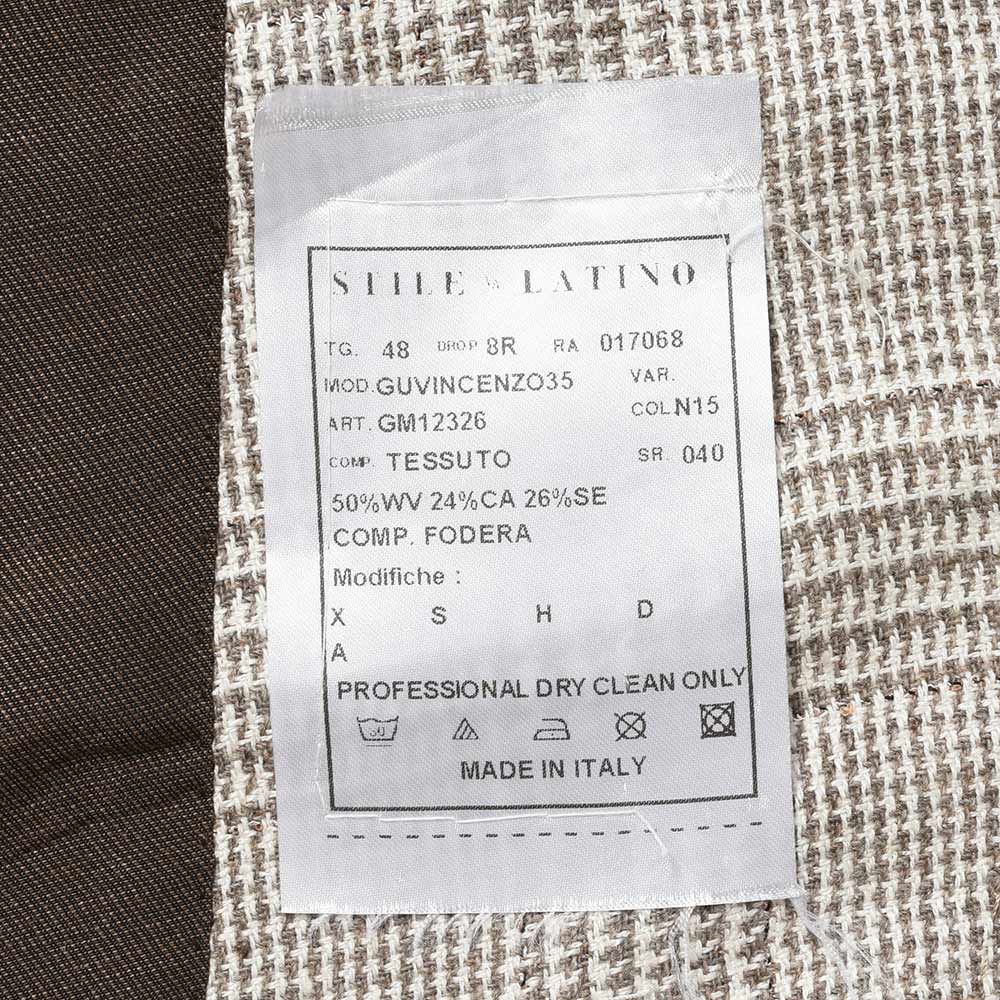 STILE LATINO
TG. 48 DROP 8R RA 017068
MOD. GUVINCENZO35 VAR.
ART. GM12326 COL N15
COMP. TESSUTO SR. 040
50%WV 24%CA 26%SE
COMP. FODERA
Modifiche :
X S H D
A
PROFESSIONAL DRY CLEAN ONLY
30
MADE IN ITALY